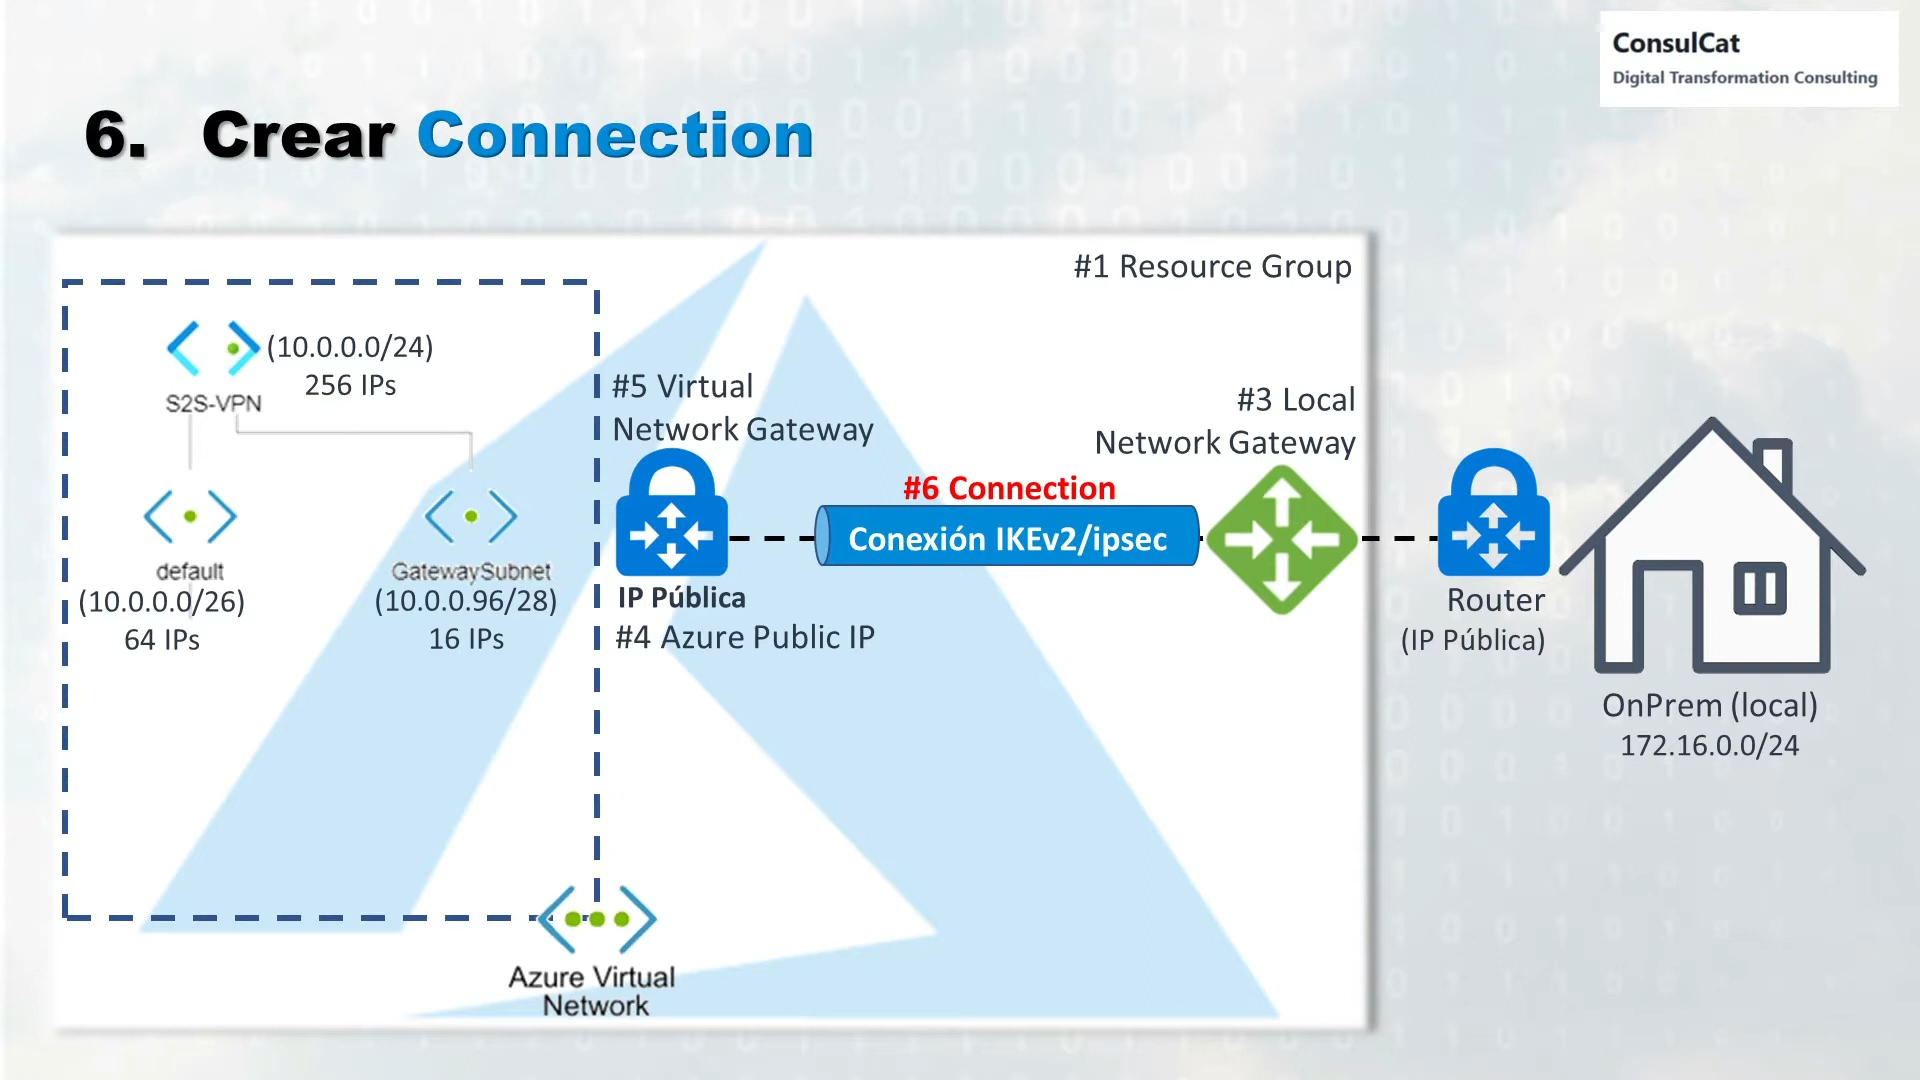 ConsulCat
Digital Transformation Consulting
6. Crear Connection
#1 Resource Group
(10.0.0.0/24)
256 IPs
S2S-VPN
#5 Virtual
Network Gateway
#3 Local
Network Gateway
#6 Connection
Conexión IKEv2/ipsec
default
(10.0.0.0/26)
64 IPs
GatewaySubnet
(10.0.0.96/28)
16 IPs
IP Pública
#4 Azure Public IP
Router
(IP Pública)
OnPrem (local)
172.16.0.0/24
Azure Virtual
Network